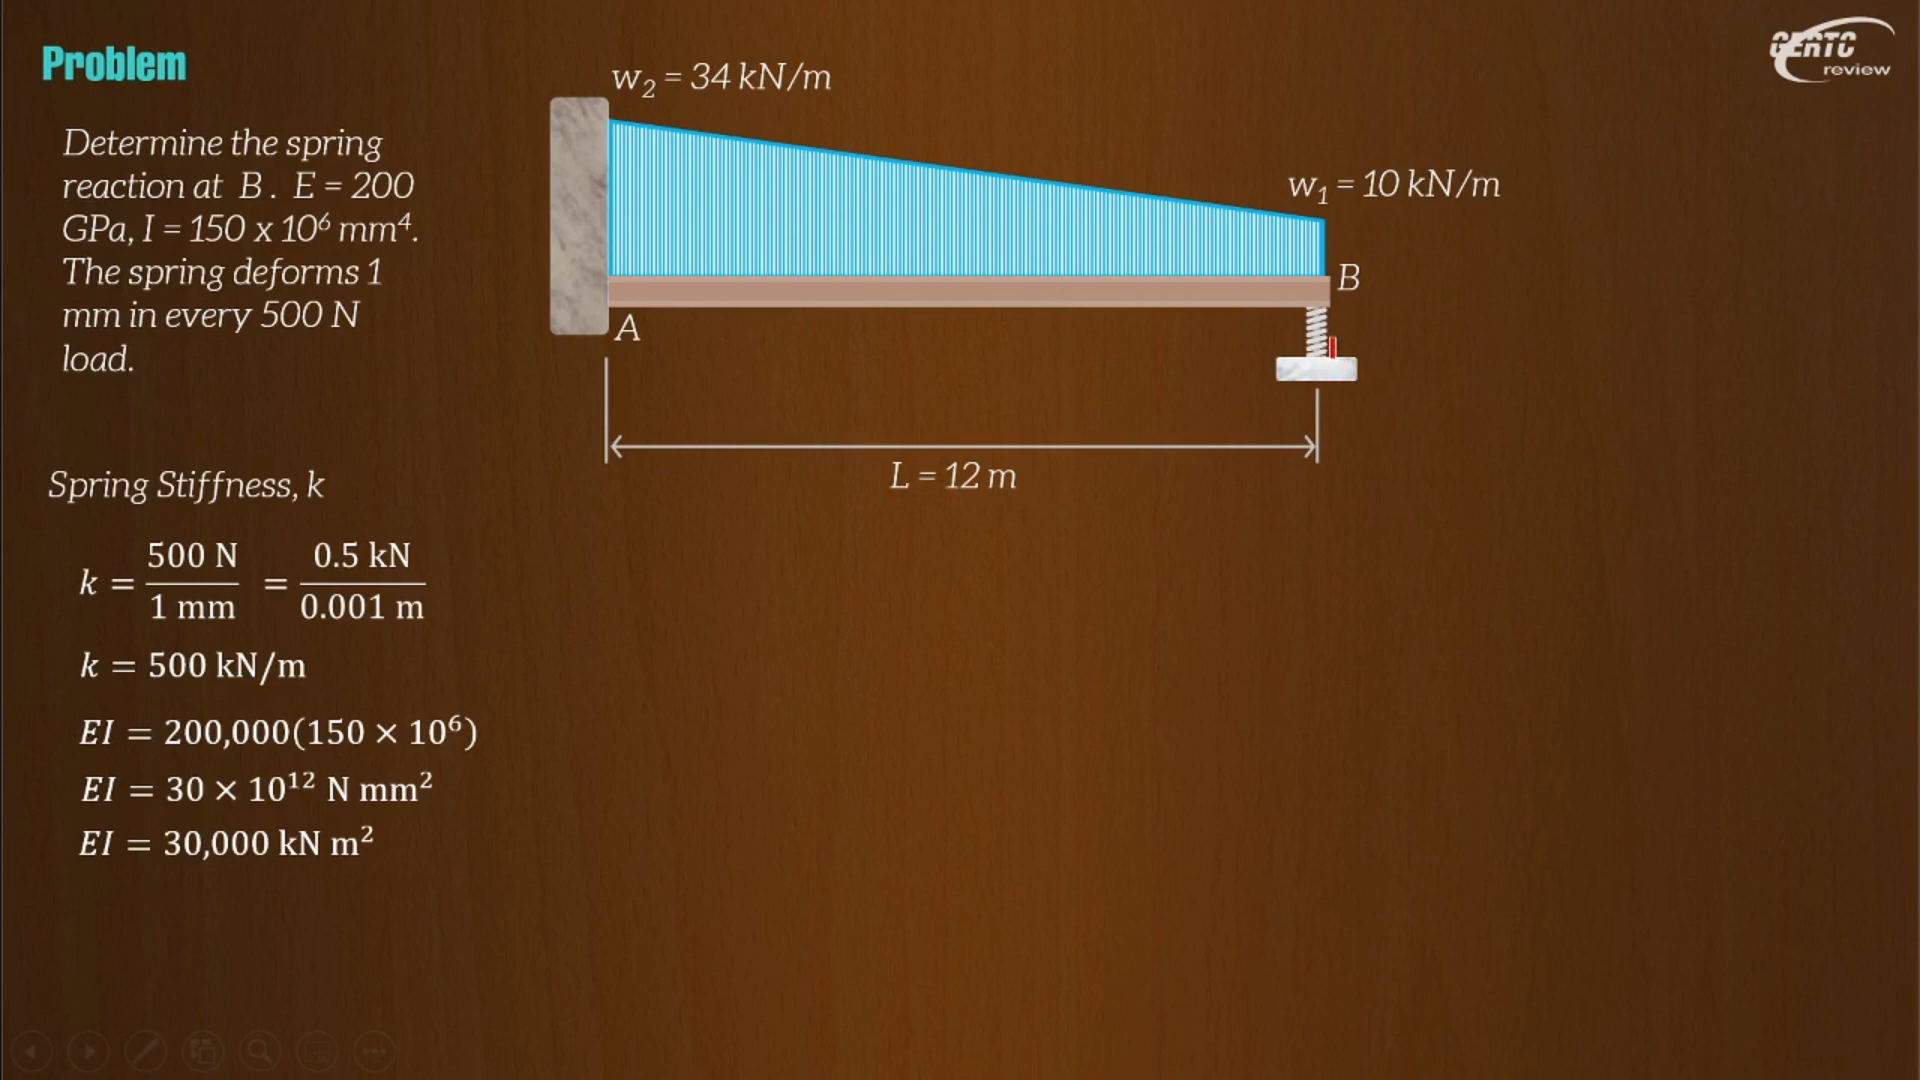 Problem
GERTC
review
w₂ = 34 kN/m
Determine the spring
reaction at B. E = 200
GPa, I = 150 x 10⁶ mm⁴.
The spring deforms 1
mm in every 500 N
load.
w₁ = 10 kN/m
B
A
L = 12 m
Spring Stiffness, k
k = 500 N / 1 mm = 0.5 kN / 0.001 m
k = 500 kN/m
EI = 200,000(150 × 10⁶)
EI = 30 × 10¹² N mm²
EI = 30,000 kN m²